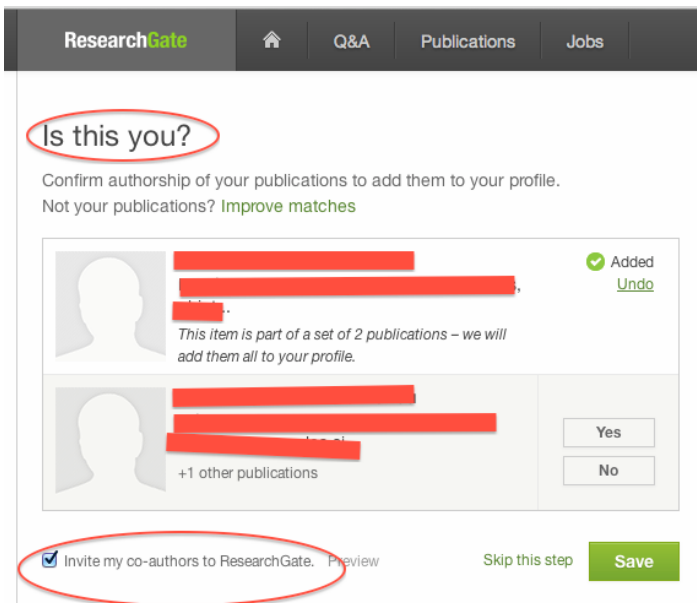 ResearchGate Q&A Publications Jobs
Is this you?
Confirm authorship of your publications to add them to your profile.
Not your publications? Improve matches
Added
Undo
This item is part of a set of 2 publications – we will
add them all to your profile.
Yes
+1 other publications
No
Invite my co-authors to ResearchGate. Preview Skip this step Save